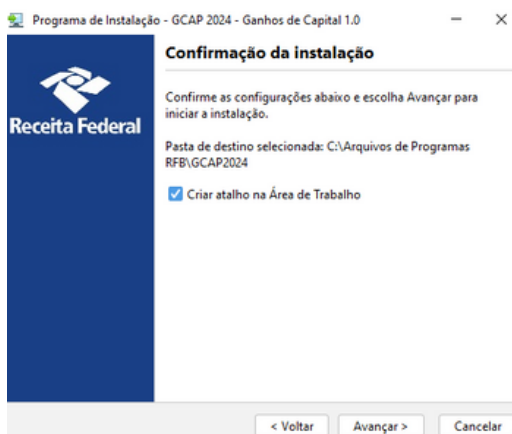 Programa de Instalação - GCAP 2024 - Ganhos de Capital 1.0
Confirmação da instalação
Receita Federal
Confirme as configurações abaixo e escolha Avançar para
iniciar a instalação.
Pasta de destino selecionada: C:\Arquivos de Programas
RFB\GCAP2024
Criar atalho na Área de Trabalho
< Voltar
Avançar >
Cancelar